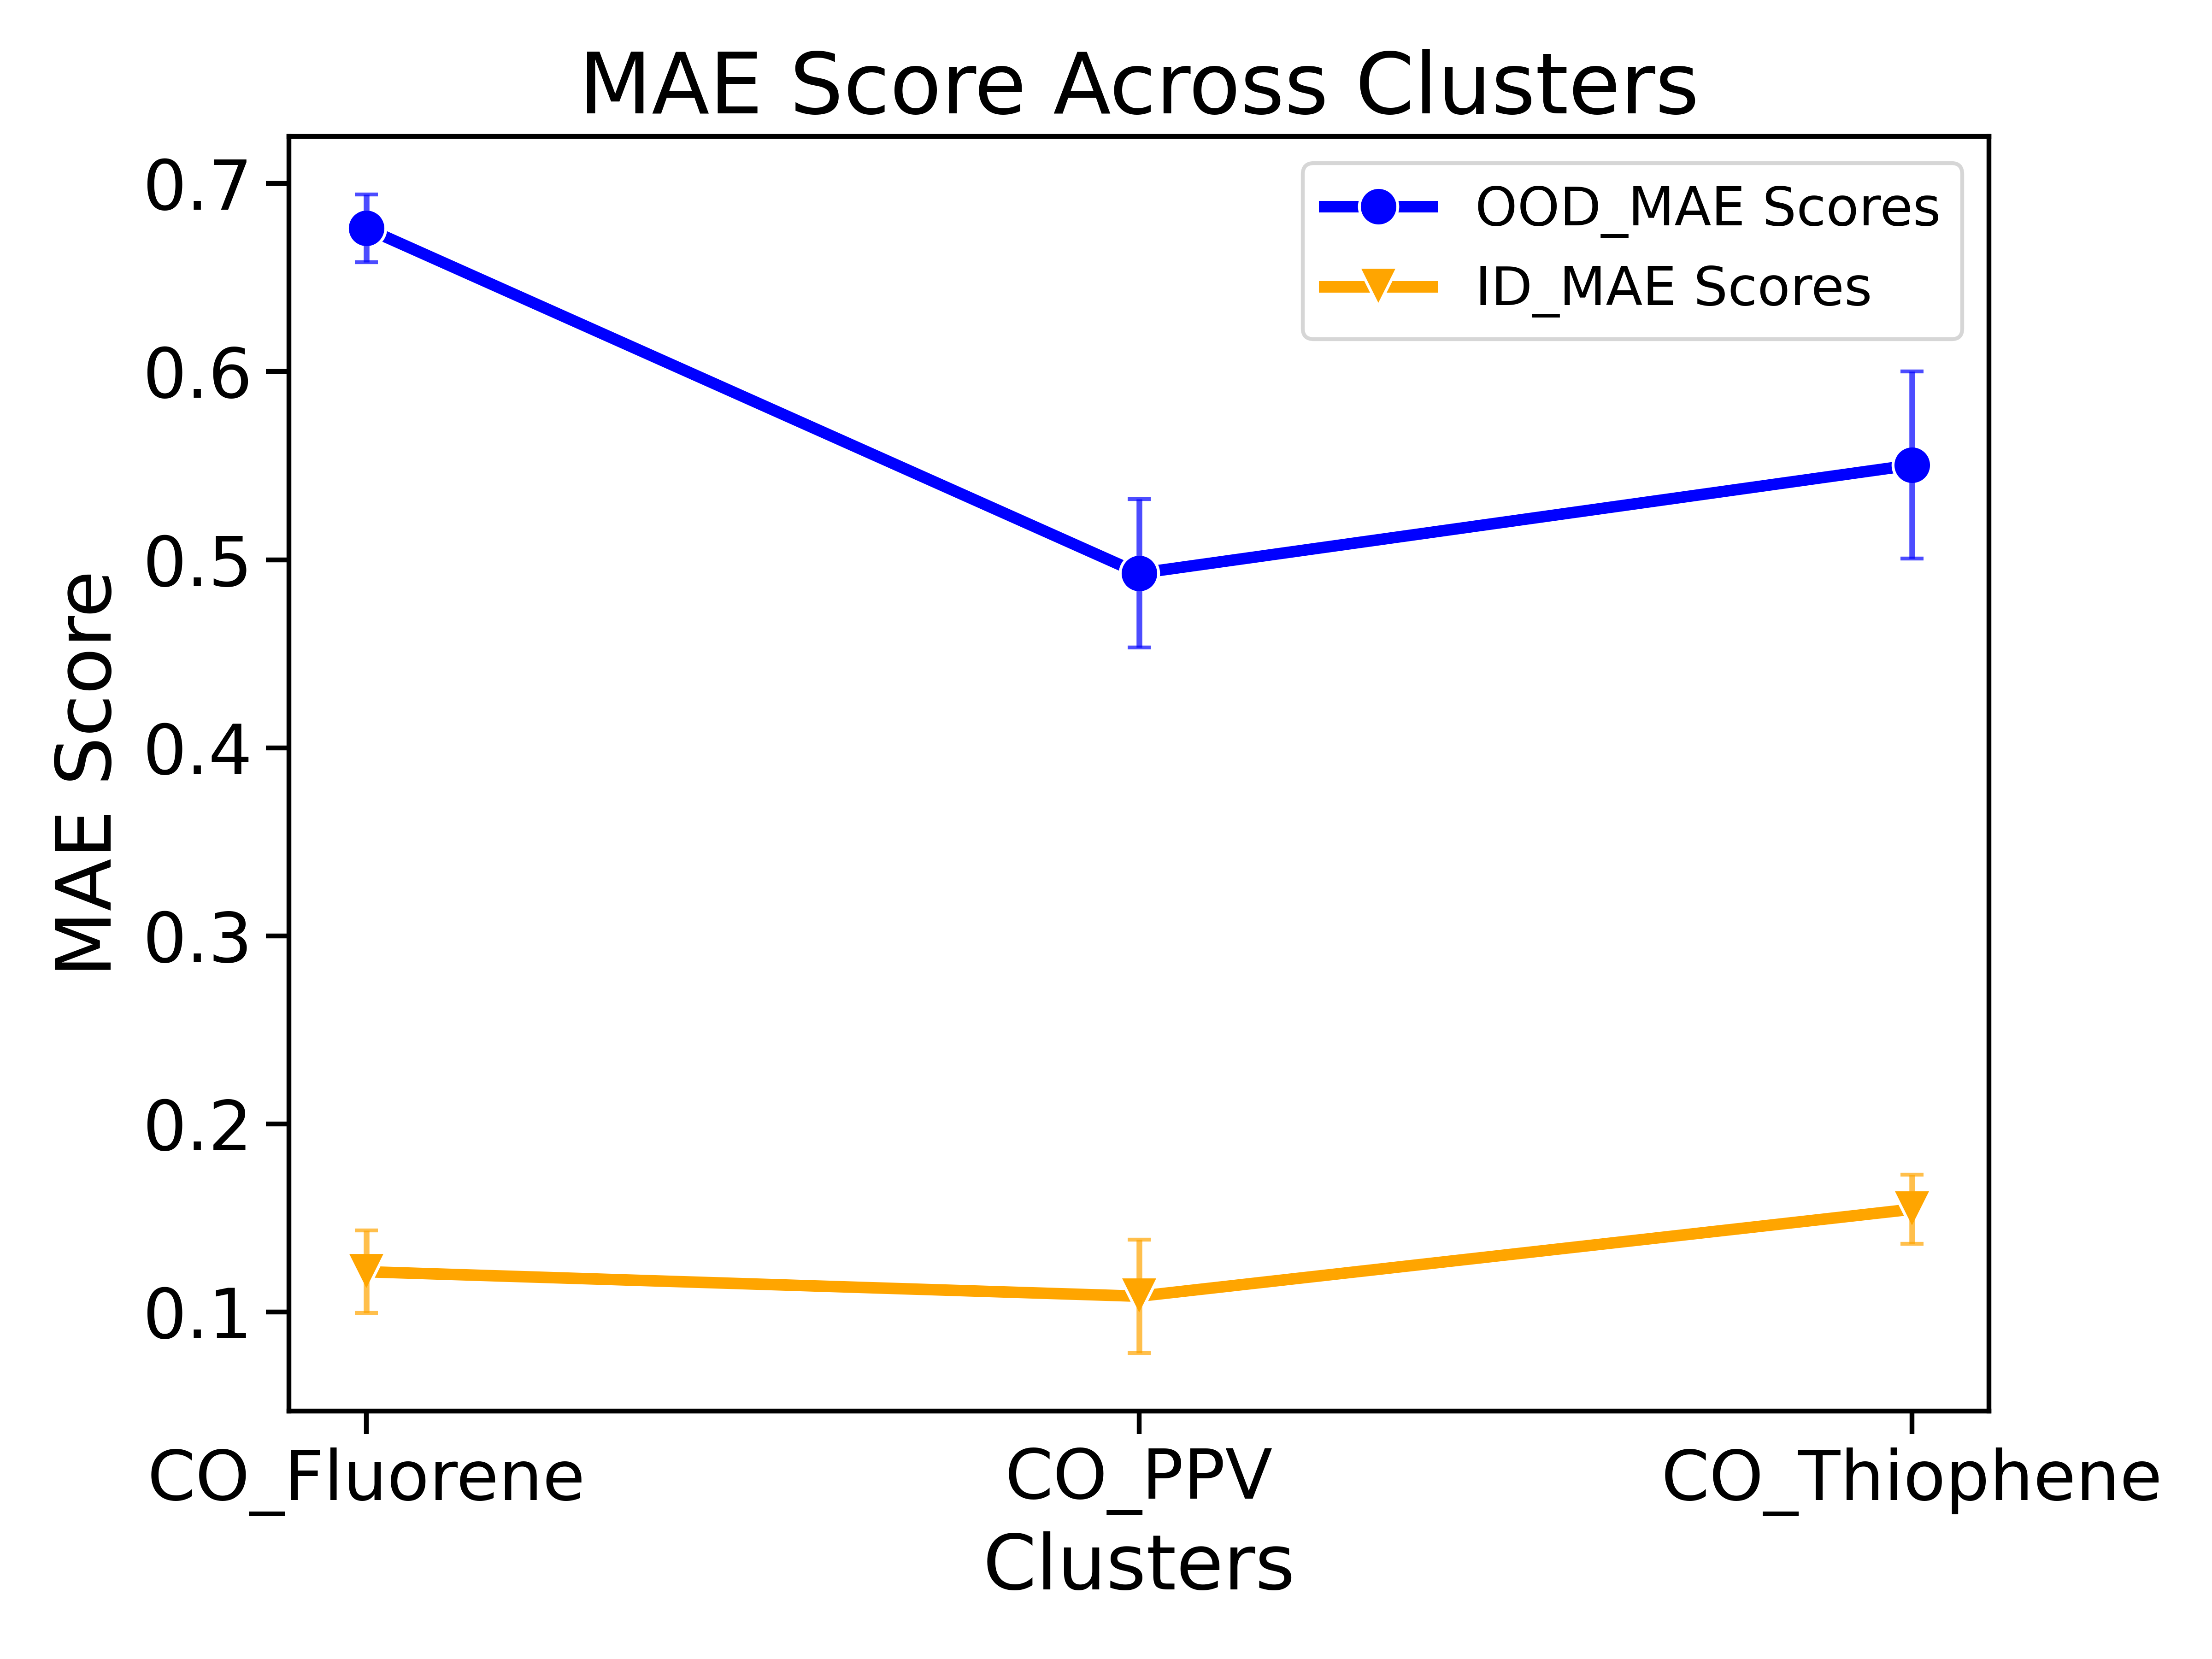 MAE Score Across Clusters
OOD_MAE Scores
ID_MAE Scores
MAE Score
0.7
0.6
0.5
0.4
0.3
0.2
0.1
CO_Fluorene
CO_PPV
CO_Thiophene
Clusters